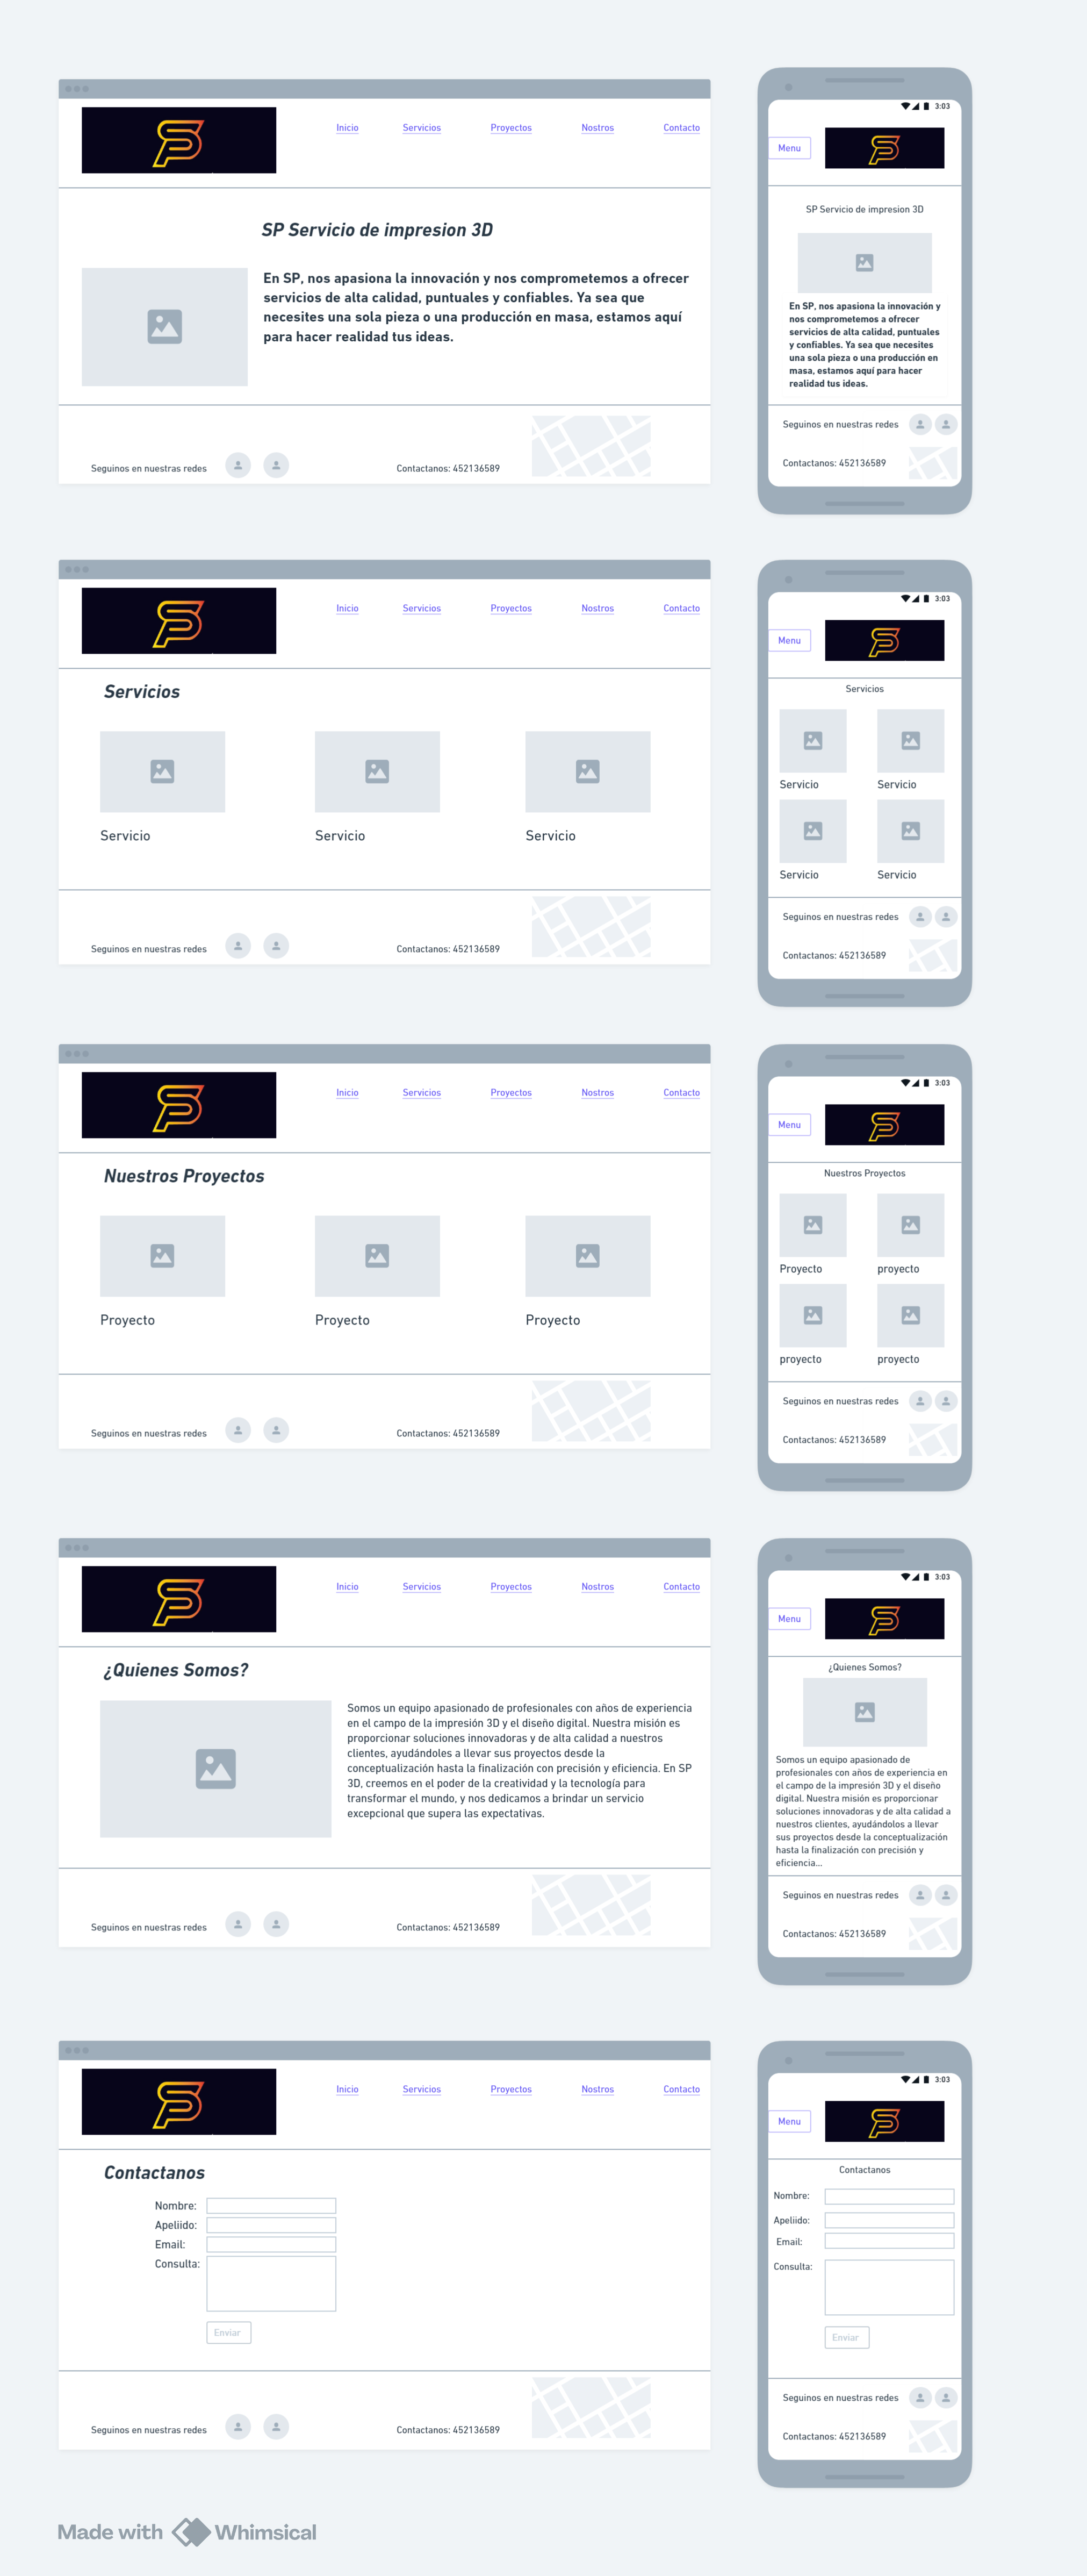 Inicio Servicios Proyectos Nostros Contacto
SP Servicio de impresion 3D
En SP, nos apasiona la innovación y nos comprometemos a ofrecer
servicios de alta calidad, puntuales y confiables. Ya sea que
necesites una sola pieza o una producción en masa, estamos aquí
para hacer realidad tus ideas.
Seguinos en nuestras redes
Contactanos: 452136589
3:03
Menu
SP Servicio de impresion 3D
En SP, nos apasiona la innovación y
nos comprometemos a ofrecer
servicios de alta calidad, puntuales
y confiables. Ya sea que necesites
una sola pieza o una producción en
masa, estamos aquí para hacer
realidad tus ideas.
Seguinos en nuestras redes
Contactanos: 452136589
Inicio Servicios Proyectos Nostros Contacto
Servicios
Servicio Servicio Servicio
Seguinos en nuestras redes
Contactanos: 452136589
3:03
Menu
Servicios
Servicio Servicio
Servicio Servicio
Seguinos en nuestras redes
Contactanos: 452136589
Inicio Servicios Proyectos Nostros Contacto
Nuestros Proyectos
Proyecto Proyecto Proyecto
Seguinos en nuestras redes
Contactanos: 452136589
3:03
Menu
Nuestros Proyectos
Proyecto proyecto
proyecto proyecto
Seguinos en nuestras redes
Contactanos: 452136589
Inicio Servicios Proyectos Nostros Contacto
¿Quienes Somos?
Somos un equipo apasionado de profesionales con años de experiencia
en el campo de la impresión 3D y el diseño digital. Nuestra misión es
proporcionar soluciones innovadoras y de alta calidad a nuestros
clientes, ayudándoles a llevar sus proyectos desde la
conceptualización hasta la finalización con precisión y eficiencia. En SP
3D, creemos en el poder de la creatividad y la tecnología para
transformar el mundo, y nos dedicamos a brindar un servicio
excepcional que supera las expectativas.
Seguinos en nuestras redes
Contactanos: 452136589
3:03
Menu
¿Quienes Somos?
Somos un equipo apasionado de
profesionales con años de experiencia en
el campo de la impresión 3D y el diseño
digital. Nuestra misión es proporcionar
soluciones innovadoras y de alta calidad a
nuestros clientes, ayudándolos a llevar
sus proyectos desde la conceptualización
hasta la finalización con precisión y
eficiencia...
Seguinos en nuestras redes
Contactanos: 452136589
Inicio Servicios Proyectos Nostros Contacto
Contactanos
Nombre:
Apeliido:
Email:
Consulta:
Enviar
Seguinos en nuestras redes
Contactanos: 452136589
3:03
Menu
Contactanos
Nombre:
Apeliido:
Email:
Consulta:
Enviar
Seguinos en nuestras redes
Contactanos: 452136589
Made with Whimsical